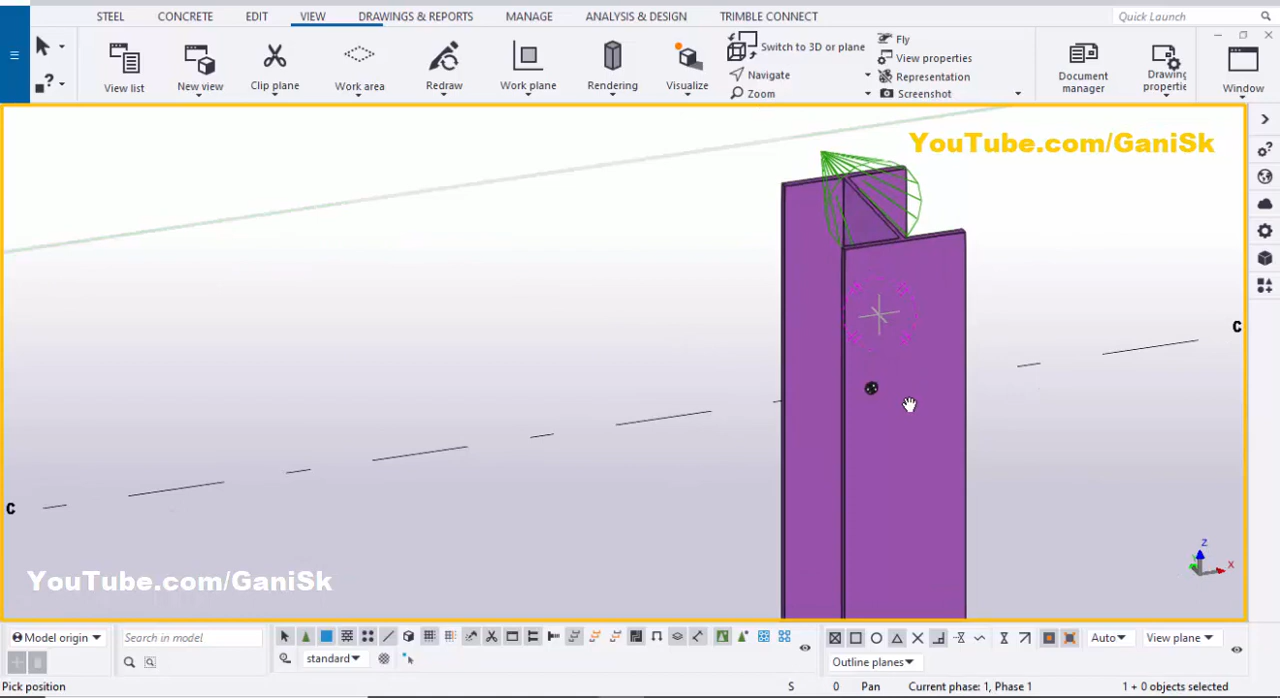 STEEL CONCRETE EDIT VIEW DRAWINGS & REPORTS MANAGE ANALYSIS & DESIGN TRIMBLE CONNECT Quick Launch
View list
New view
Clip plane
Work area
Redraw
Work plane
Rendering
Visualize
Switch to 3D or plane
Navigate
Zoom
Fly
View properties
Representation
Screenshot
Document manager
Drawing propertie
Window
YouTube.com/GaniSk
C
C
Z
X
YouTube.com/GaniSk
Model origin
Search in model
standard
Auto
View plane
Outline planes
Pick position S 0 Pan Current phase: 1, Phase 1 1 + 0 objects selected